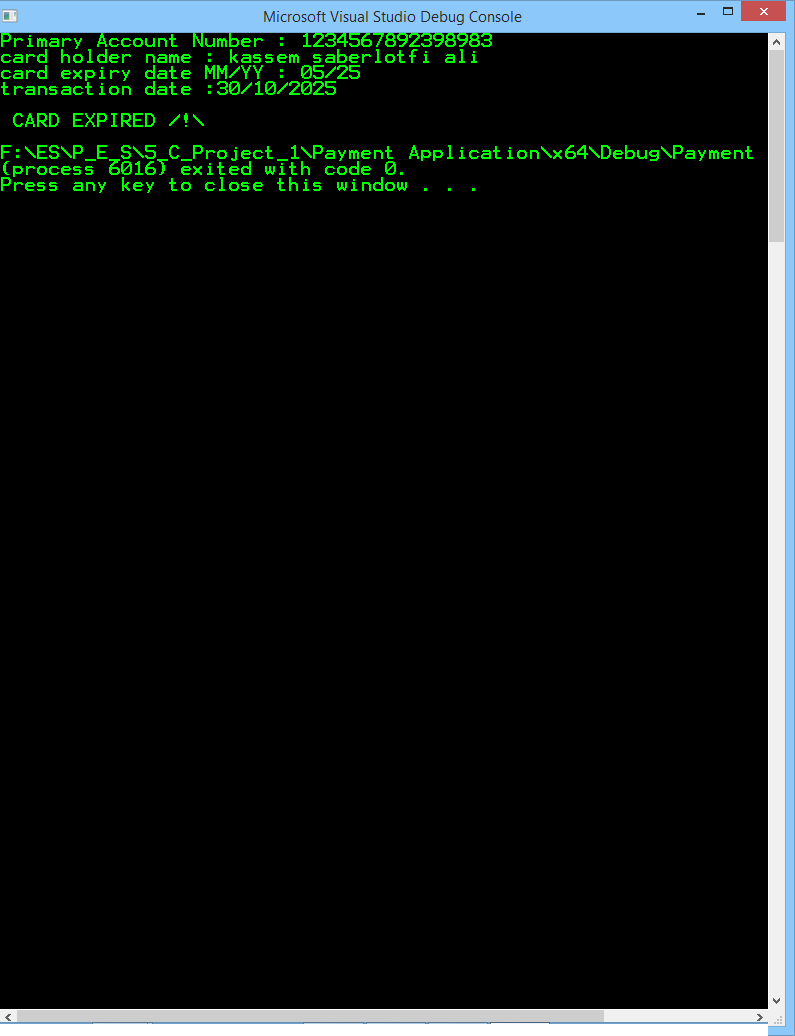 Microsoft Visual Studio Debug Console
Primary Account Number : 1234567892398983
card holder name : kassem saberlotfi ali
card expiry date MM/YY : 05/25
transaction date :30/10/2025
CARD EXPIRED /!\
F:\ES\P_E_S\5_C_Project_1\Payment Application\x64\Debug\Payment
(process 6016) exited with code 0.
Press any key to close this window . . .